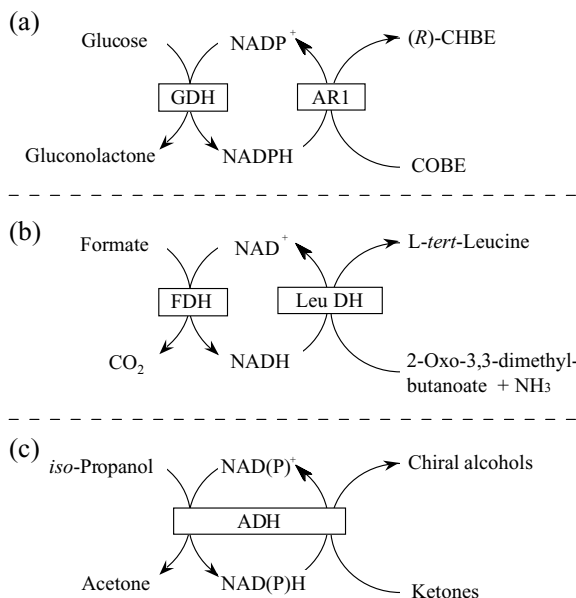 (a)
Glucose NADP+ (R)-CHBE
GDH AR1
Gluconolactone NADPH COBE
(b)
Formate NAD+ L-tert-Leucine
FDH Leu DH
CO2 NADH 2-Oxo-3,3-dimethyl-
butanoate + NH3
(c)
iso-Propanol NAD(P)+ Chiral alcohols
ADH
Acetone NAD(P)H Ketones